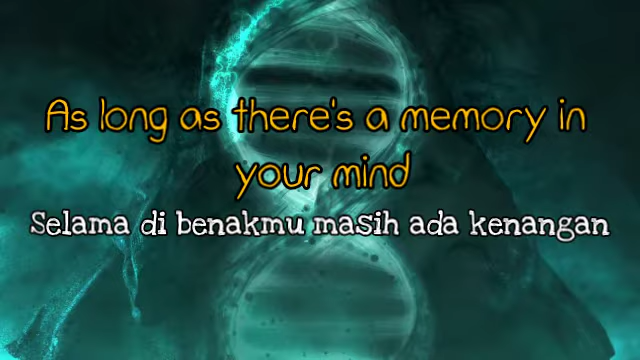 As long as there's a memory in
your mind
Selama di benakmu masih ada kenangan